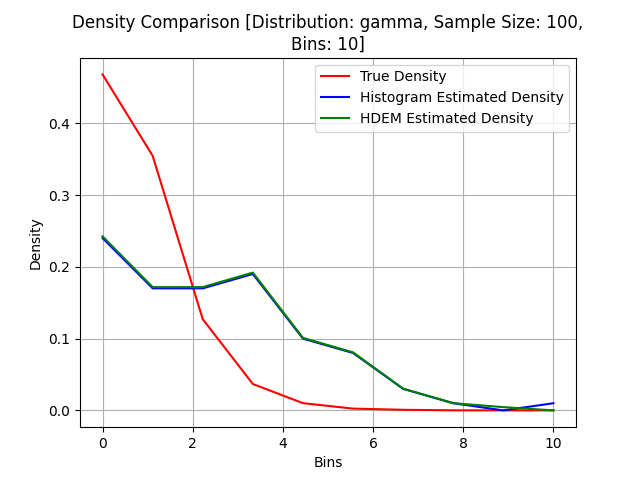 Density Comparison [Distribution: gamma, Sample Size: 100,
Bins: 10]
True Density
Histogram Estimated Density
HDEM Estimated Density
Density
0.4
0.3
0.2
0.1
0.0
0 2 4 6 8 10
Bins